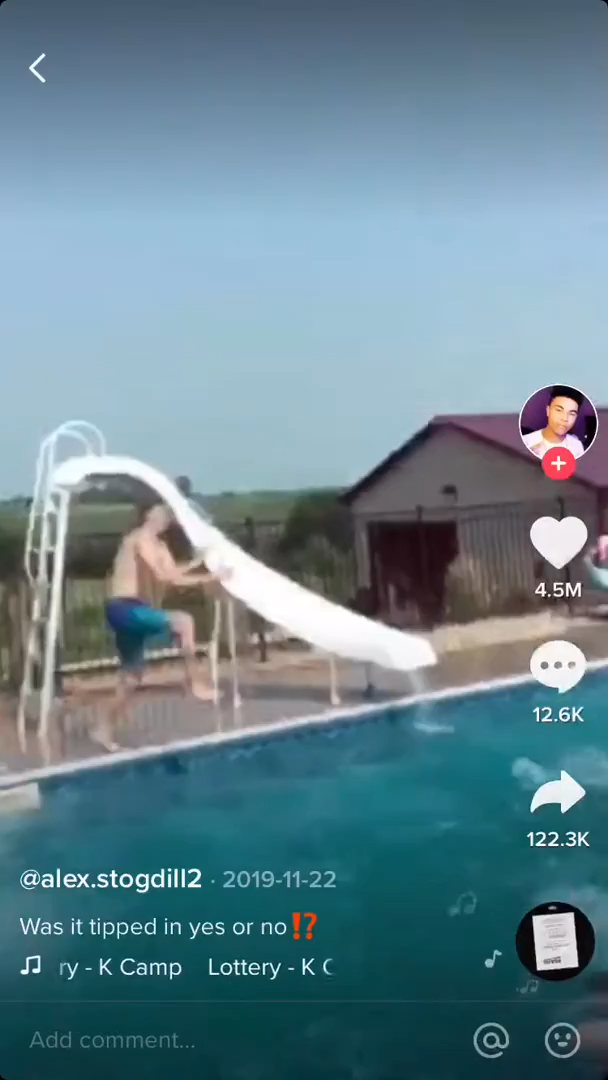 4.5M
12.6K
122.3K
@alex.stogdill2 · 2019-11-22
Was it tipped in yes or no⁉️
ry - K Camp Lottery - K C
Add comment...